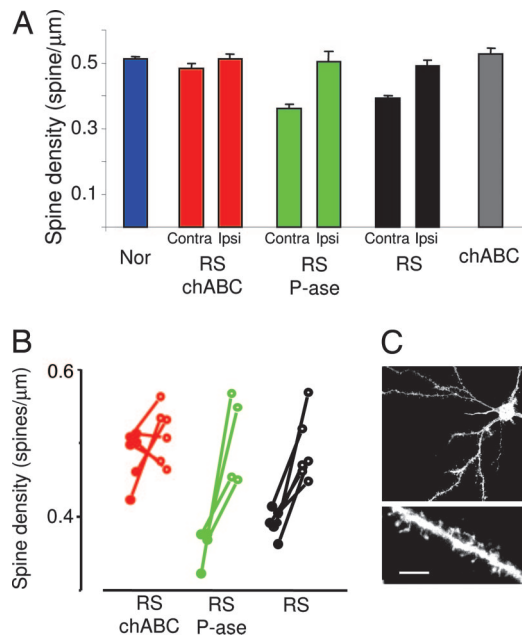 A
Spine density (spine/μm)
0.5
0.3
0.1
Contra Ipsi Contra Ipsi Contra Ipsi
Nor RS RS RS chABC
chABC P-ase
B
Spine density (spines/μm)
0.6
0.4
RS RS RS
chABC P-ase
C